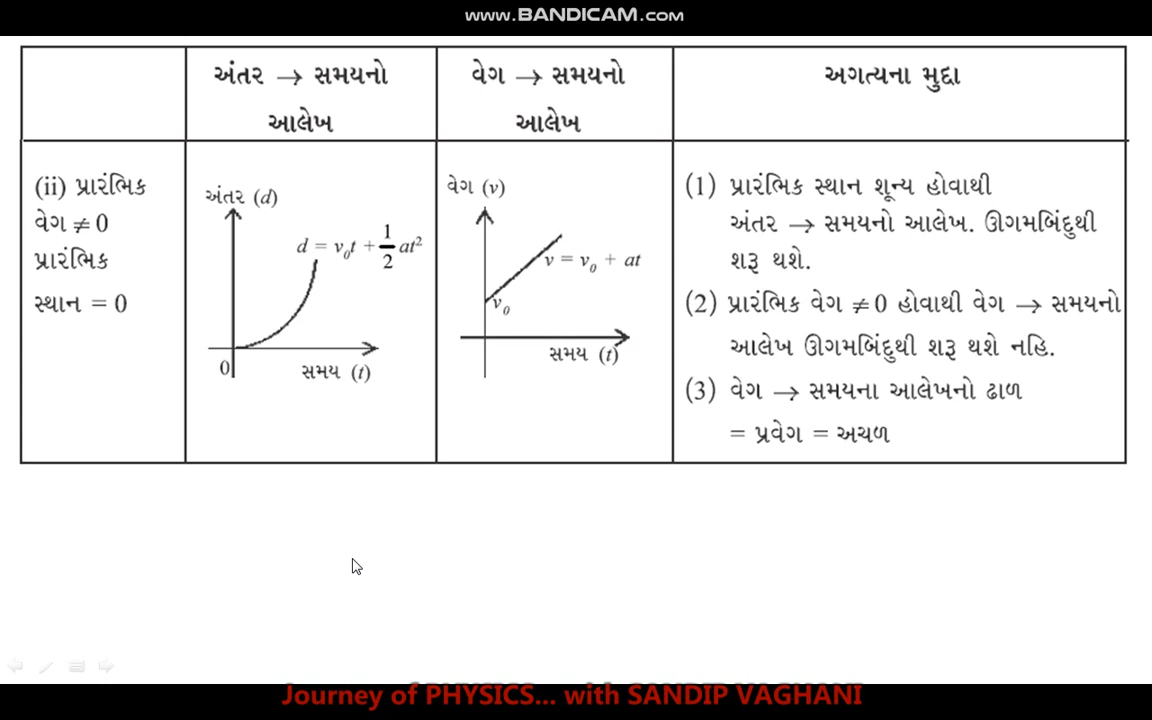 www.BANDICAM.com
અંતર → સમયનો
આલેખ
વેગ → સમયનો
આલેખ
અગત્યના મુદ્દા
(ii) પ્રારંભિક
વેગ ≠ 0
પ્રારંભિક
સ્થાન = 0
અંતર (d)
d = v₀t + 1/2 at²
0
સમય (t)
વેગ (v)
v = v₀ + at
v₀
સમય (t)
(1) પ્રારંભિક સ્થાન શૂન્ય હોવાથી
અંતર → સમયનો આલેખ. ઊગમબિંદુથી
શરૂ થશે.
(2) પ્રારંભિક વેગ ≠ 0 હોવાથી વેગ → સમયનો
આલેખ ઊગમબિંદુથી શરૂ થશે નહિ.
(3) વેગ → સમયના આલેખનો ઢાળ
= પ્રવેગ = અચળ
Journey of PHYSICS... with SANDIP VAGHANI